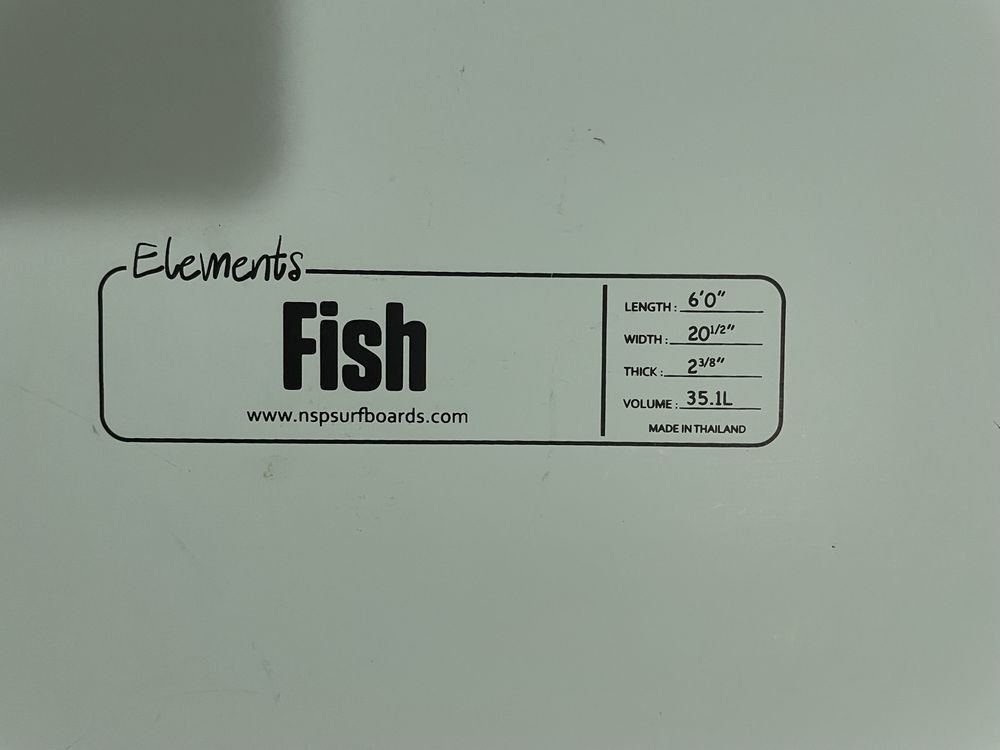 Elements
Fish
www.nspsurfboards.com
LENGTH: 6'0"
WIDTH: 20 1/2"
THICK: 2 3/8"
VOLUME: 35.1L
MADE IN THAILAND